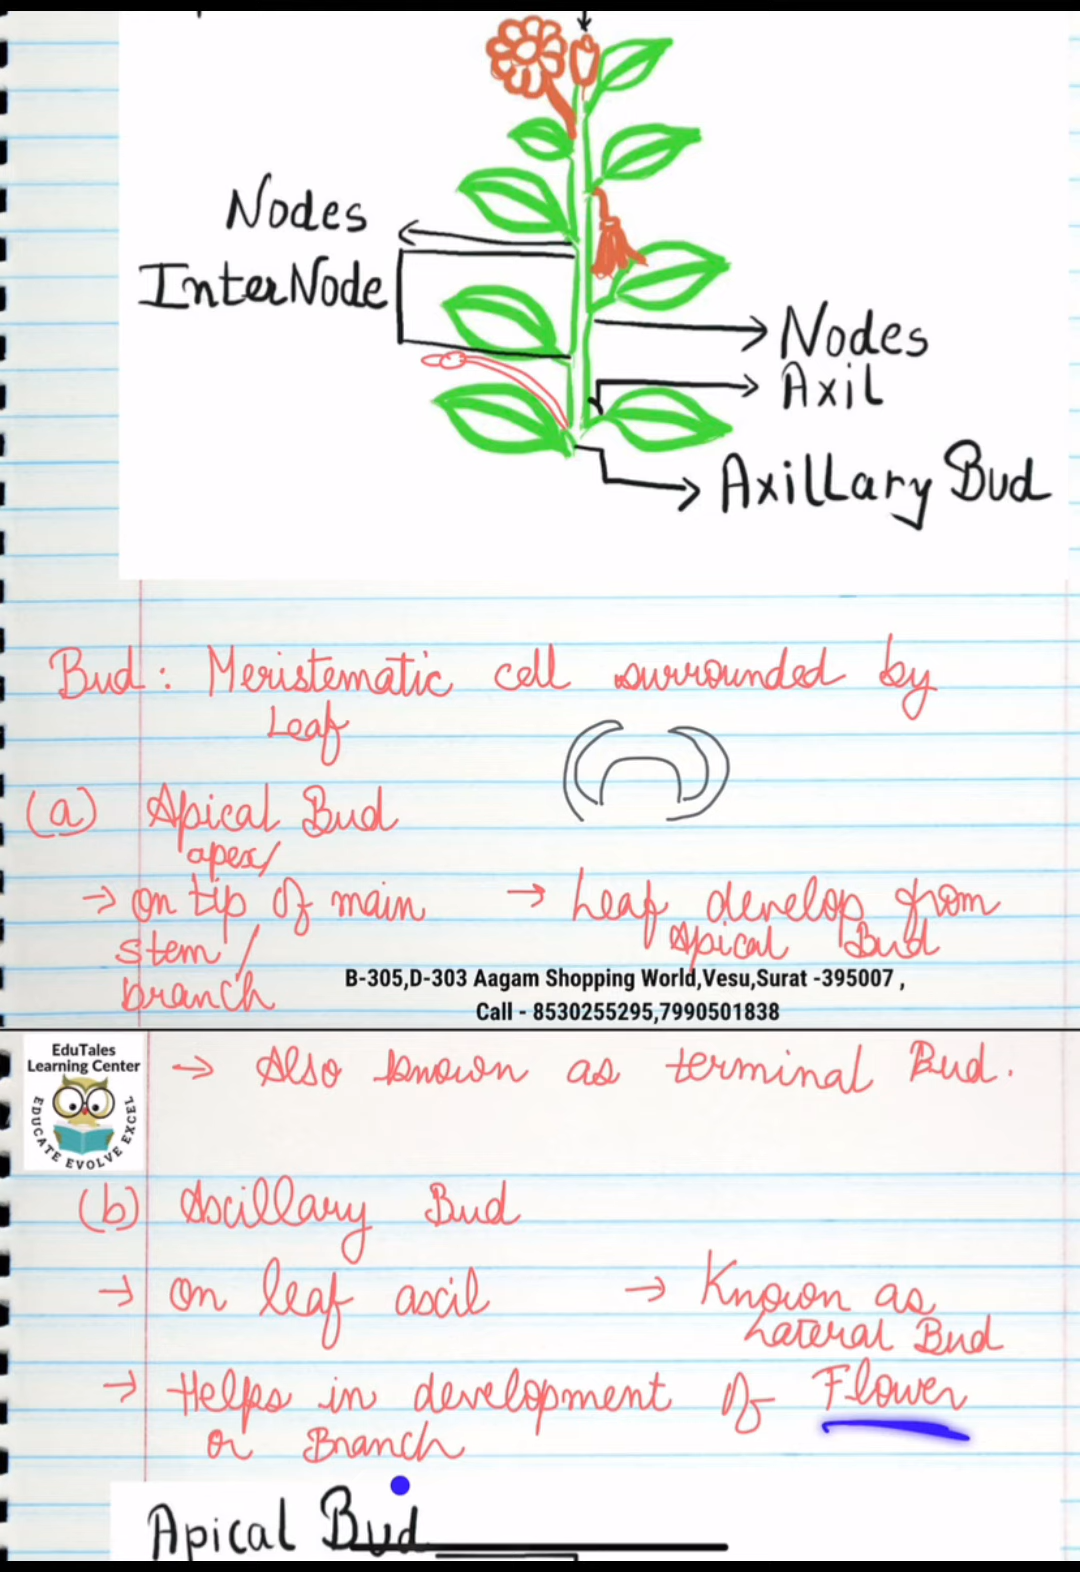 Nodes
InterNode
Nodes
Axil
Axillary Bud
Bud : Meristematic cell surrounded by
Leaf
(a) Apical Bud
apex/
→ on tip of main
stem /
branch
→ Leaf develop from
Apical Bud
B-305,D-303 Aagam Shopping World,Vesu,Surat -395007 ,
Call - 8530255295,7990501838
EduTales
Learning Center
EDUCATE EVOLVE EXCEL
→ Also known as terminal Bud.
(b) Axillary Bud
→ on leaf axil
→ Known as
Lateral Bud
→ Helps in development of Flower
or Branch
Apical Bud